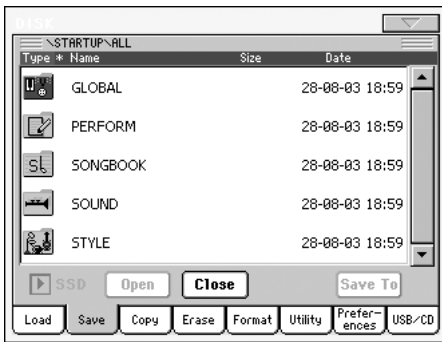 DISK
\STARTUP\ALL
Type * Name Size Date
GLOBAL 28-08-03 18:59
PERFORM 28-08-03 18:59
SONGBOOK 28-08-03 18:59
SOUND 28-08-03 18:59
STYLE 28-08-03 18:59
SSD Open Close Save To
Load Save Copy Erase Format Utility Prefer-ences USB/CD